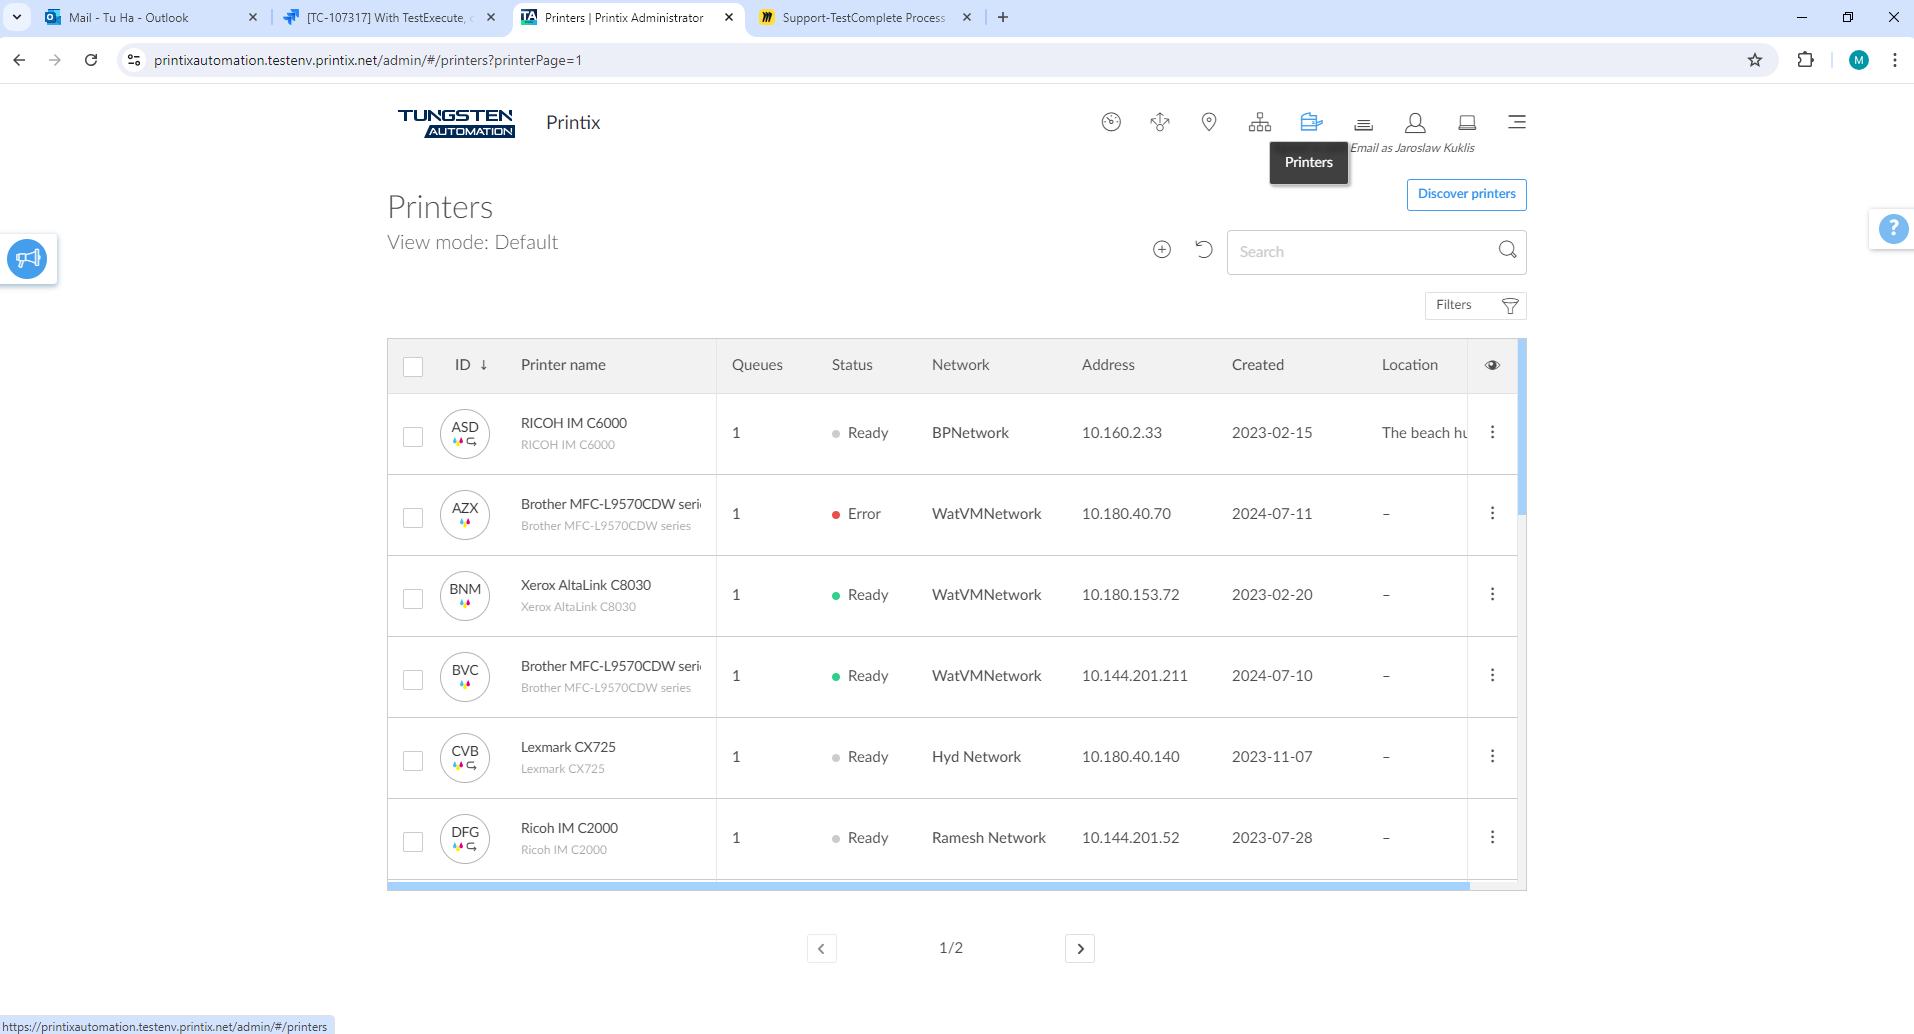 Mail - Tu Ha - Outlook
[TC-107317] With TestExecute, c
Printers | Printix Administrator
Support-TestComplete Process
printixautomation.testenv.printix.net/admin/#/printers?printerPage=1
M
TUNGSTEN
AUTOMATION
Printix
Email as Jaroslaw Kuklis
Printers
Discover printers
Printers
View mode: Default
Search
?
Filters
ID ↓ Printer name Queues Status Network Address Created Location
ASD RICOH IM C6000 RICOH IM C6000 1 Ready BPNetwork 10.160.2.33 2023-02-15 The beach hu
AZX Brother MFC-L9570CDW seri Brother MFC-L9570CDW series 1 Error WatVMNetwork 10.180.40.70 2024-07-11 –
BNM Xerox AltaLink C8030 Xerox AltaLink C8030 1 Ready WatVMNetwork 10.180.153.72 2023-02-20 –
BVC Brother MFC-L9570CDW seri Brother MFC-L9570CDW series 1 Ready WatVMNetwork 10.144.201.211 2024-07-10 –
CVB Lexmark CX725 Lexmark CX725 1 Ready Hyd Network 10.180.40.140 2023-11-07 –
DFG Ricoh IM C2000 Ricoh IM C2000 1 Ready Ramesh Network 10.144.201.52 2023-07-28 –
1/2
https://printixautomation.testenv.printix.net/admin/#/printers